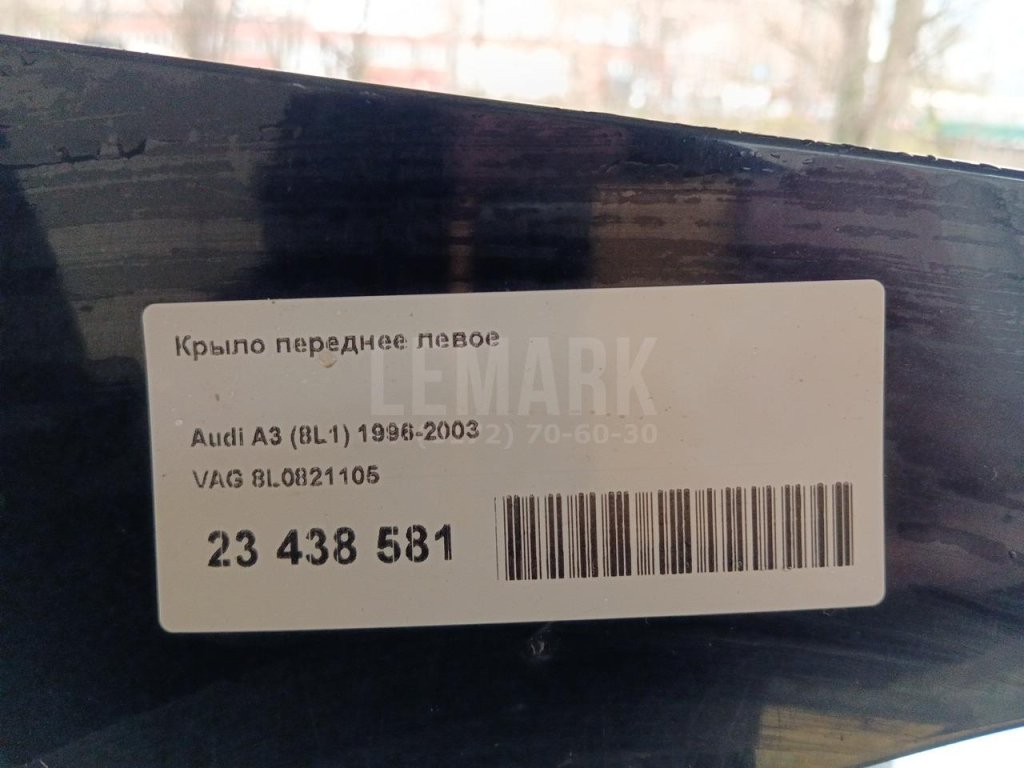 Крыло переднее левое
LEMARK
Audi A3 (8L1) 1996-2003
2) 70-60-30
VAG 8L0821105
23 438 581